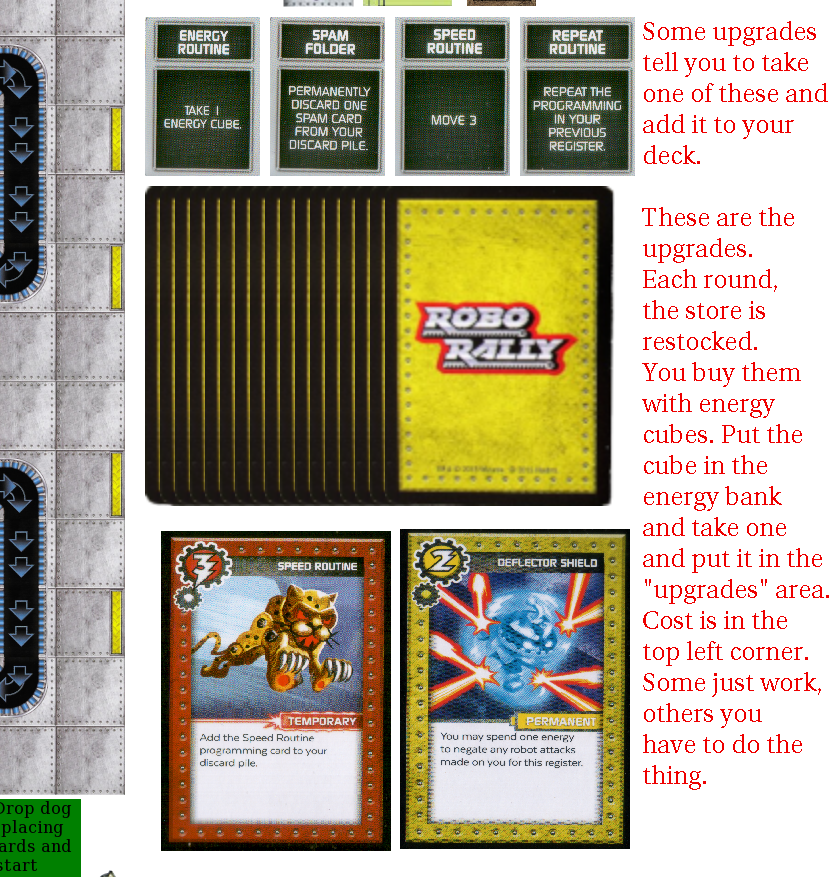 ENERGY
ROUTINE
TAKE 1
ENERGY CUBE.
SPAM
FOLDER
PERMANENTLY
DISCARD ONE
SPAM CARD
FROM YOUR
DISCARD PILE.
SPEED
ROUTINE
MOVE 3
REPEAT
ROUTINE
REPEAT THE
PROGRAMMING
IN YOUR
PREVIOUS
REGISTER.
Some upgrades
tell you to take
one of these and
add it to your
deck.
ROBO
RALLY
These are the
upgrades.
Each round,
the store is
restocked.
You buy them
with energy
cubes. Put the
cube in the
energy bank
and take one
and put it in the
"upgrades" area.
Cost is in the
top left corner.
Some just work,
others you
have to do the
thing.
3
SPEED ROUTINE
TEMPORARY
Add the Speed Routine
programming card to your
discard pile.
2
DEFLECTOR SHIELD
PERMANENT
You may spend one energy
to negate any robot attacks
made on you for this register.
Drop dog
placing
ards and
start